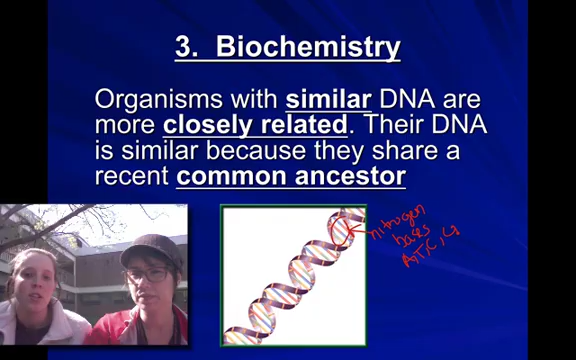 3. Biochemistry
Organisms with similar DNA are
more closely related. Their DNA
is similar because they share a
recent common ancestor
nitrogen
bases
A,T,C,G